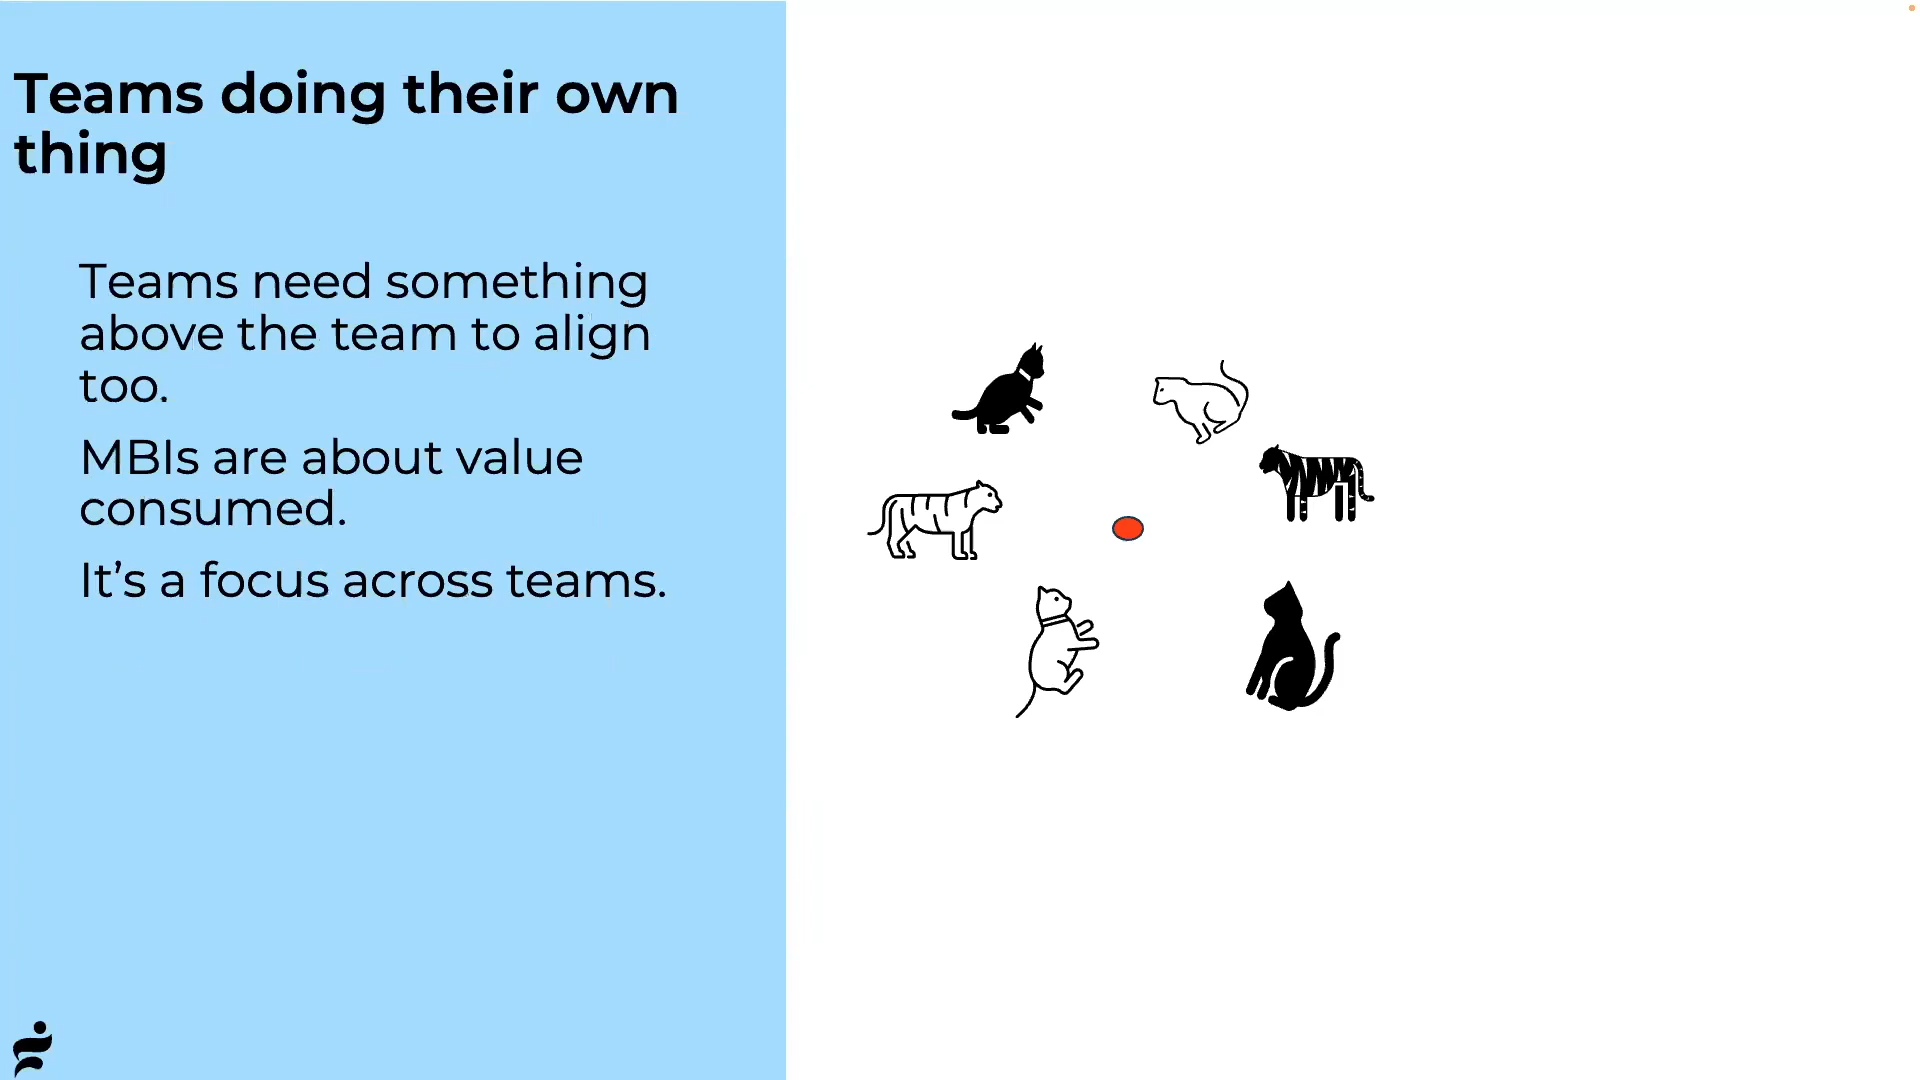 Teams doing their own
thing
Teams need something
above the team to align
too.
MBIs are about value
consumed.
It’s a focus across teams.